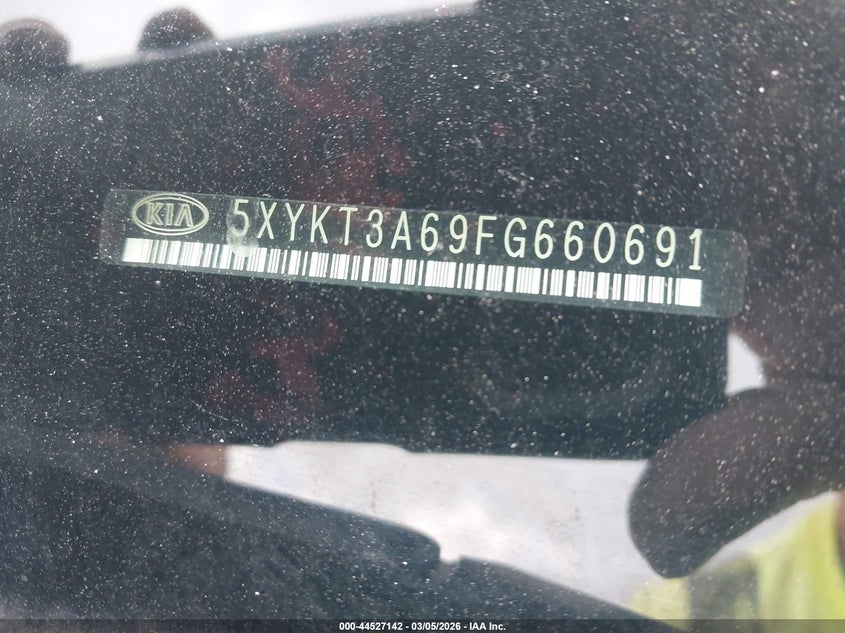 KIA 5XYKT3A69FG660691
000-44527142 - 03/05/2026 - IAA Inc.